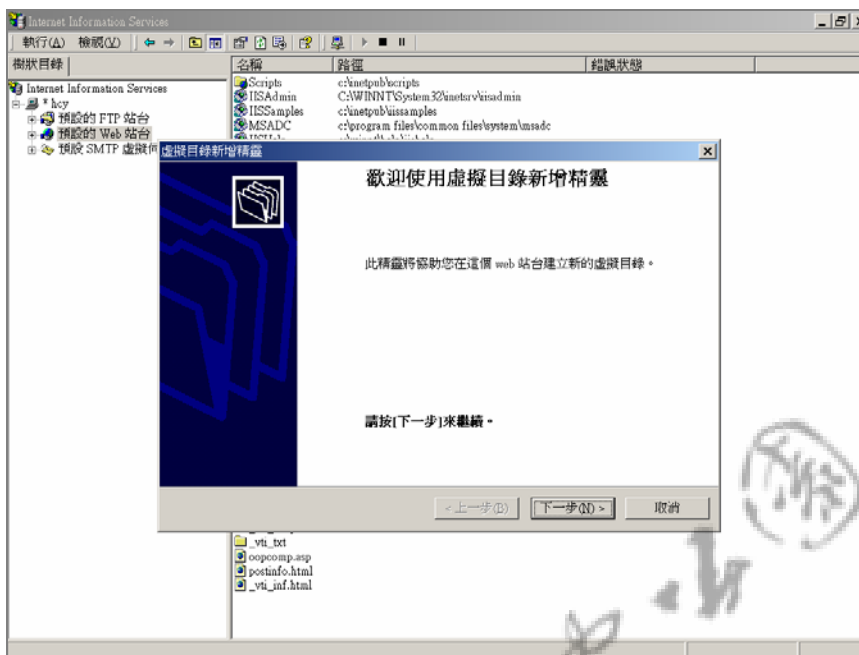 Internet Information Services
執行(A) 檢視(V)
樹狀目錄
名稱 路徑 錯誤狀態
Internet Information Services
* hcy
預設的 FTP 站台
預設的 Web 站台
預設 SMTP 虛擬伺
Scripts c:\inetpub\scripts
IISAdmin C:\WINNT\System32\inetsrv\iisadmin
IISSamples c:\inetpub\iissamples
MSADC c:\program files\common files\system\msadc
虛擬目錄新增精靈
歡迎使用虛擬目錄新增精靈
此精靈將協助您在這個 web 站台建立新的虛擬目錄。
請按[下一步]來繼續。
<上一步(B) 下一步(N) > 取消
_vti_txt
oopcomp.asp
postinfo.html
_vti_inf.html